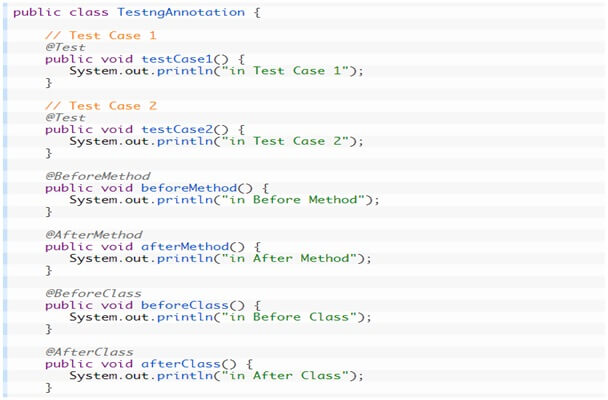 public class TestngAnnotation {
// Test Case 1
@Test
public void testCase1() {
System.out.println("in Test Case 1");
}
// Test Case 2
@Test
public void testCase2() {
System.out.println("in Test Case 2");
}
@BeforeMethod
public void beforeMethod() {
System.out.println("in Before Method");
}
@AfterMethod
public void afterMethod() {
System.out.println("in After Method");
}
@BeforeClass
public void beforeClass() {
System.out.println("in Before Class");
}
@AfterClass
public void afterClass() {
System.out.println("in After Class");
}